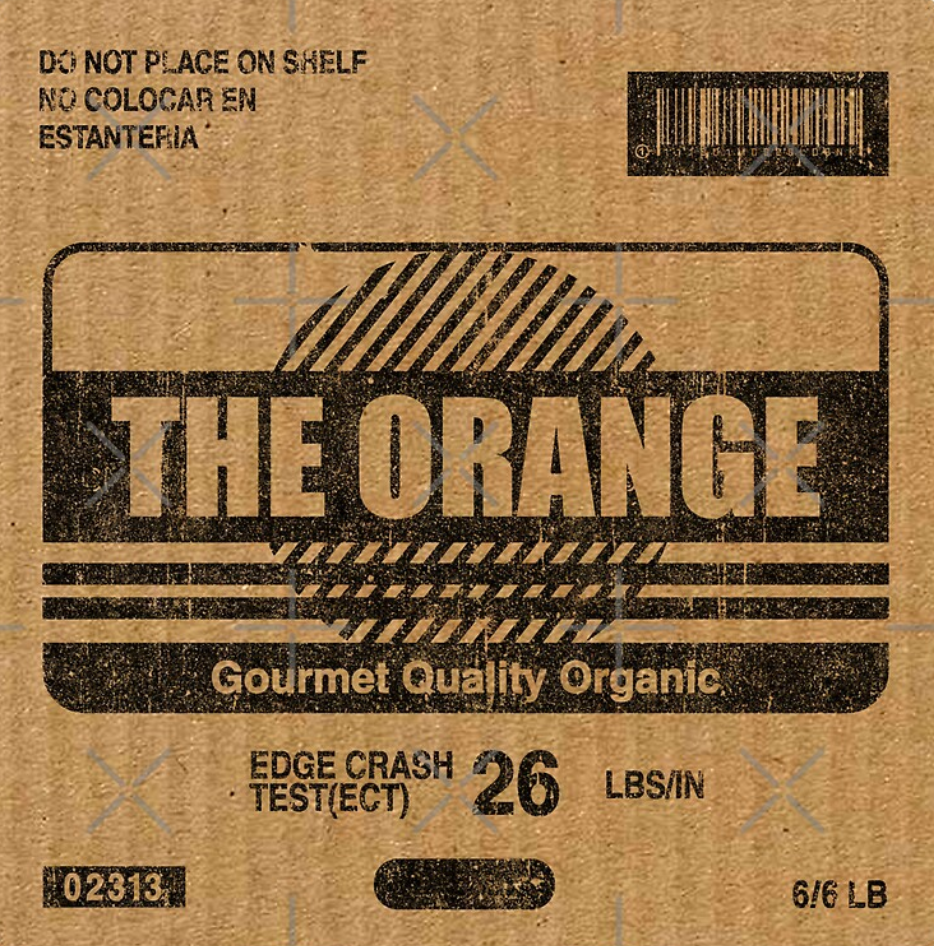 DO NOT PLACE ON SHELF
NO COLOCAR EN
ESTANTERIA
THE ORANGE
Gourmet Quality Organic
EDGE CRASH
TEST(ECT)
26
LBS/IN
02313
6/6 LB